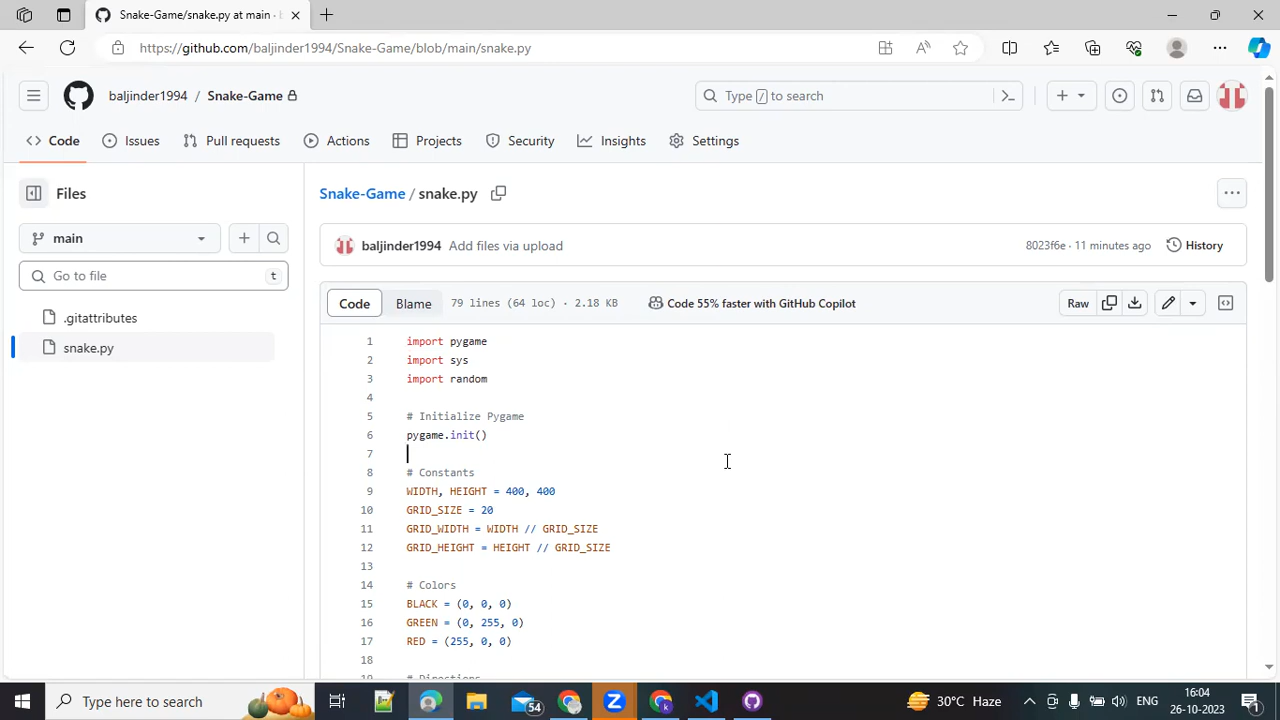 Snake-Game/snake.py at main · b
https://github.com/baljinder1994/Snake-Game/blob/main/snake.py
baljinder1994 / Snake-Game
Type / to search
Code
Issues
Pull requests
Actions
Projects
Security
Insights
Settings
Files
Snake-Game / snake.py
main
baljinder1994 Add files via upload
8023f6e · 11 minutes ago
History
Go to file
t
Code
Blame
79 lines (64 loc) · 2.18 KB
Code 55% faster with GitHub Copilot
Raw
.gitattributes
snake.py
1 import pygame
2 import sys
3 import random
4
5 # Initialize Pygame
6 pygame.init()
7
8 # Constants
9 WIDTH, HEIGHT = 400, 400
10 GRID_SIZE = 20
11 GRID_WIDTH = WIDTH // GRID_SIZE
12 GRID_HEIGHT = HEIGHT // GRID_SIZE
13
14 # Colors
15 BLACK = (0, 0, 0)
16 GREEN = (0, 255, 0)
17 RED = (255, 0, 0)
18
19 # Directions
Type here to search
54
30°C Haze
ENG
16:04
26-10-2023
1